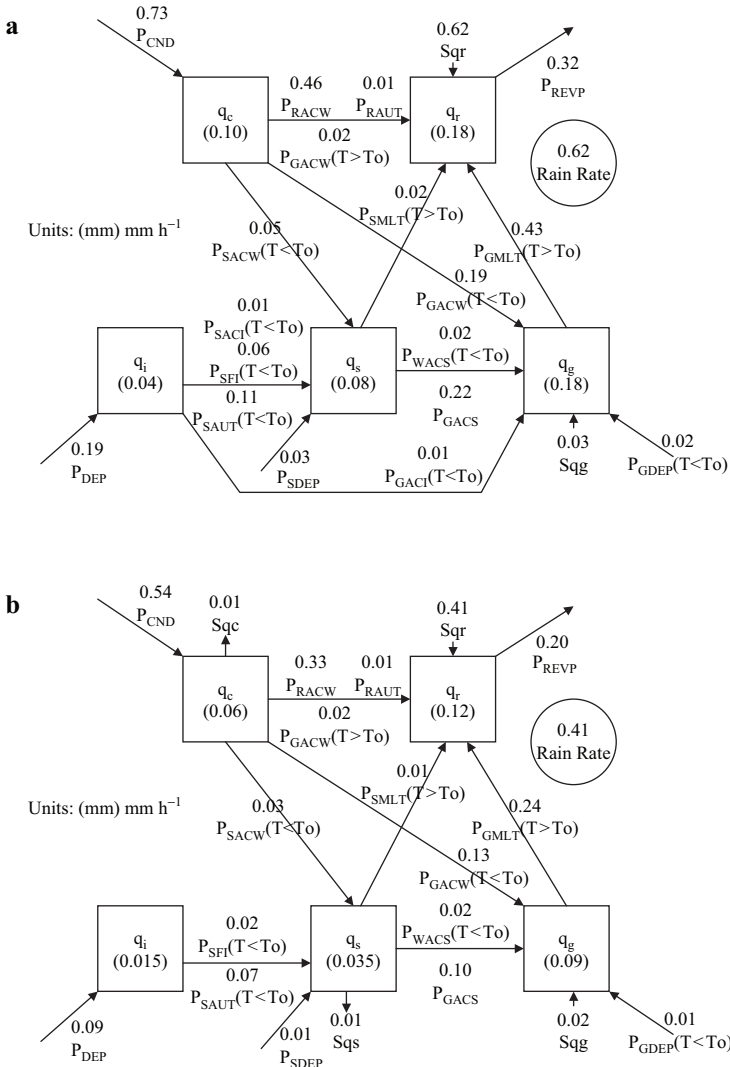 a
0.73
P_CND
0.62
Sqr
0.32
P_REVP
q_c
(0.10)
0.46
P_RACW
0.01
P_RAUT
0.02
P_GACW(T>To)
q_r
(0.18)
0.62
Rain Rate
Units: (mm) mm h⁻¹
0.05
P_SACW(T<To)
0.02
P_SMLT(T>To)
0.43
P_GMLT(T>To)
0.19
P_GACW(T<To)
q_i
(0.04)
0.01
P_SACI(T<To)
0.06
P_SFI(T<To)
0.11
P_SAUT(T<To)
q_s
(0.08)
0.02
P_WACS(T<To)
0.22
P_GACS
q_g
(0.18)
0.19
P_DEP
0.03
P_SDEP
0.01
P_GACI(T<To)
0.03
Sqg
0.02
P_GDEP(T<To)
b
0.54
P_CND
0.01
Sqc
0.41
Sqr
0.20
P_REVP
q_c
(0.06)
0.33
P_RACW
0.01
P_RAUT
0.02
P_GACW(T>To)
q_r
(0.12)
0.41
Rain Rate
Units: (mm) mm h⁻¹
0.03
P_SACW(T<To)
0.01
P_SMLT(T>To)
0.24
P_GMLT(T>To)
0.13
P_GACW(T<To)
q_i
(0.015)
0.02
P_SFI(T<To)
0.07
P_SAUT(T<To)
q_s
(0.035)
0.02
P_WACS(T<To)
0.10
P_GACS
q_g
(0.09)
0.09
P_DEP
0.01
P_SDEP
0.01
Sqs
0.02
Sqg
0.01
P_GDEP(T<To)